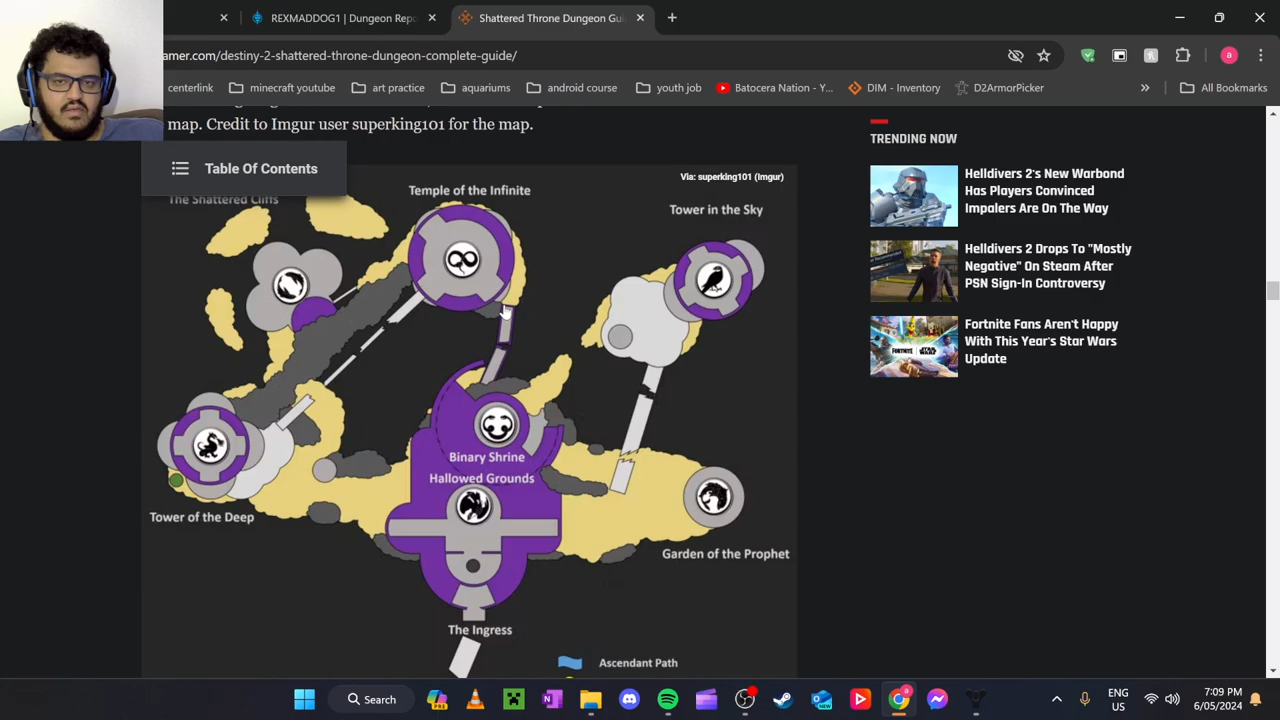 REXMADDOG1 | Dungeon Repo
Shattered Throne Dungeon Gui
amer.com/destiny-2-shattered-throne-dungeon-complete-guide/
a
centerlink
minecraft youtube
art practice
aquariums
android course
youth job
Batocera Nation - Y...
DIM - Inventory
D2ArmorPicker
»
All Bookmarks
map. Credit to Imgur user superking101 for the map.
Table Of Contents
Via: superking101 (Imgur)
The Shattered Cliffs
Temple of the Infinite
Tower in the Sky
Binary Shrine
Hallowed Grounds
Tower of the Deep
Garden of the Prophet
The Ingress
Ascendant Path
TRENDING NOW
Helldivers 2's New Warbond
Has Players Convinced
Impalers Are On The Way
Helldivers 2 Drops To "Mostly
Negative" On Steam After
PSN Sign-In Controversy
Fortnite Fans Aren't Happy
With This Year's Star Wars
Update
Search
PRE
NEW
ENG
US
7:09 PM
6/05/2024